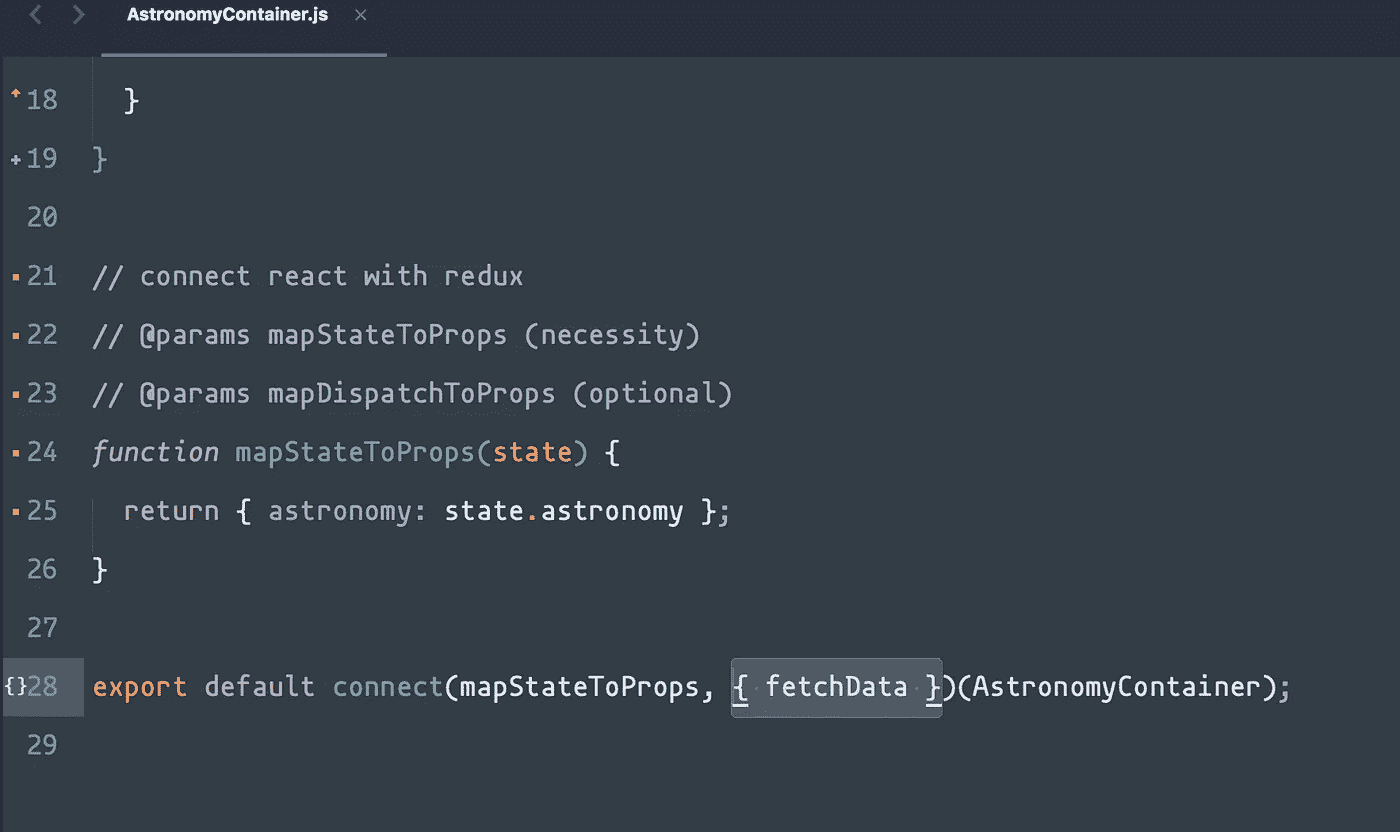 AstronomyContainer.js ×
18 }
19 }
20
21 // connect react with redux
22 // @params mapStateToProps (necessity)
23 // @params mapDispatchToProps (optional)
24 function mapStateToProps(state) {
25 return { astronomy: state.astronomy };
26 }
27
{}28 export default connect(mapStateToProps, { fetchData })(AstronomyContainer);
29